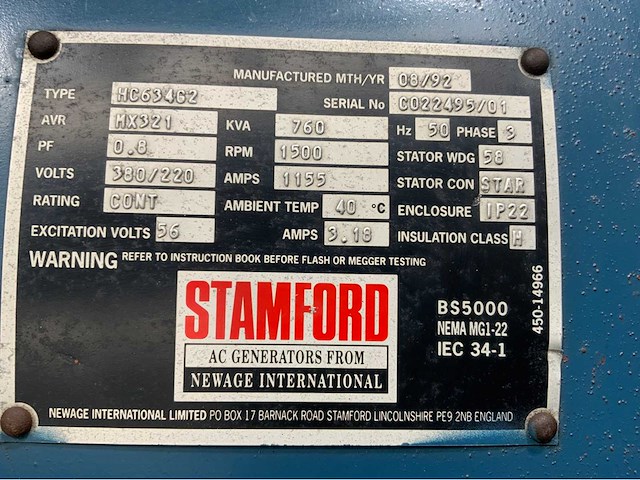 MANUFACTURED MTH/YR 08/92
TYPE HC634G2 SERIAL No C022495/01
AVR MX321 KVA 760 Hz 50 PHASE 3
PF 0.8 RPM 1500 STATOR WDG 58
VOLTS 380/220 AMPS 1155 STATOR CON STAR
RATING CONT AMBIENT TEMP 40 °C ENCLOSURE IP22
EXCITATION VOLTS 56 AMPS 3.18 INSULATION CLASS H
WARNING REFER TO INSTRUCTION BOOK BEFORE FLASH OR MEGGER TESTING
STAMFORD
AC GENERATORS FROM
NEWAGE INTERNATIONAL
BS5000
NEMA MG1-22
IEC 34-1
450-14966
NEWAGE INTERNATIONAL LIMITED PO BOX 17 BARNACK ROAD STAMFORD LINCOLNSHIRE PE9 2NB ENGLAND